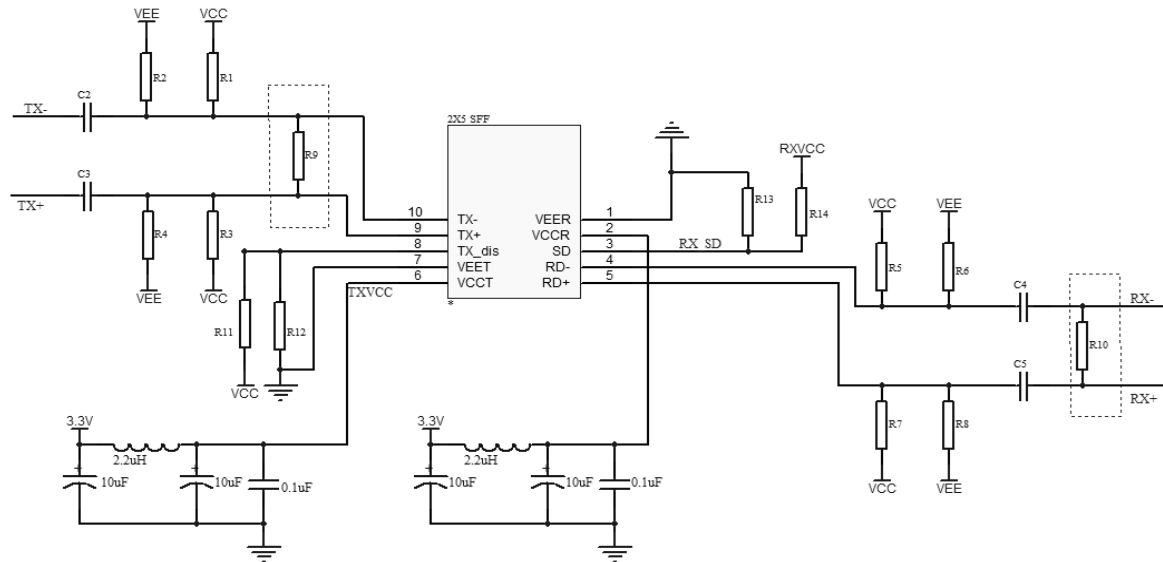 VEE
VCC
R2
R1
C2
TX-
R9
C3
TX+
R4
R3
VEE
VCC
2X5 SFF
10
TX-
VEER
1
9
TX+
VCCR
2
8
TX_dis
SD
3
7
VEET
RD-
4
6
VCCT
RD+
5
*
TXVCC
R11
R12
VCC
RXVCC
R13
R14
RX_SD
VCC
VEE
R5
R6
C4
RX-
R10
C5
RX+
R7
R8
VCC
VEE
3.3V
2.2uH
+
10uF
+
10uF
0.1uF
3.3V
2.2uH
+
10uF
+
10uF
0.1uF